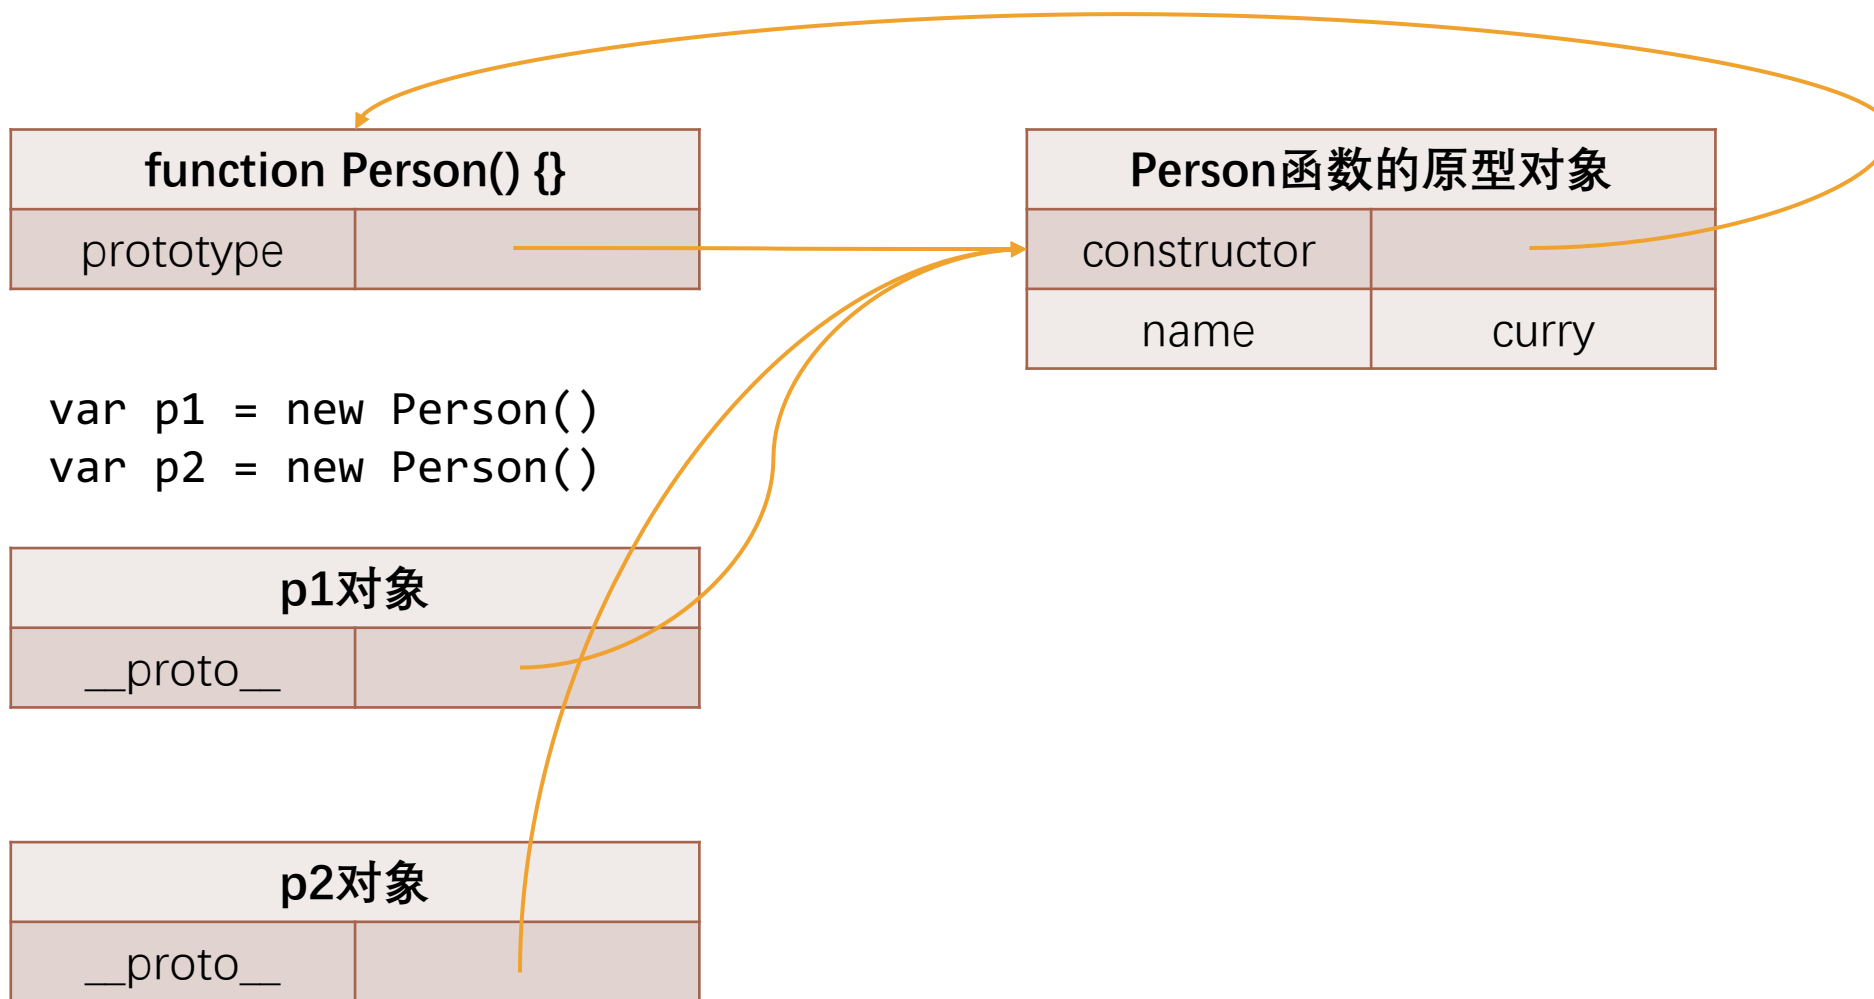 function Person() {}
prototype
Person函数的原型对象
constructor
name curry
var p1 = new Person()
var p2 = new Person()
p1对象
__proto__
p2对象
__proto__